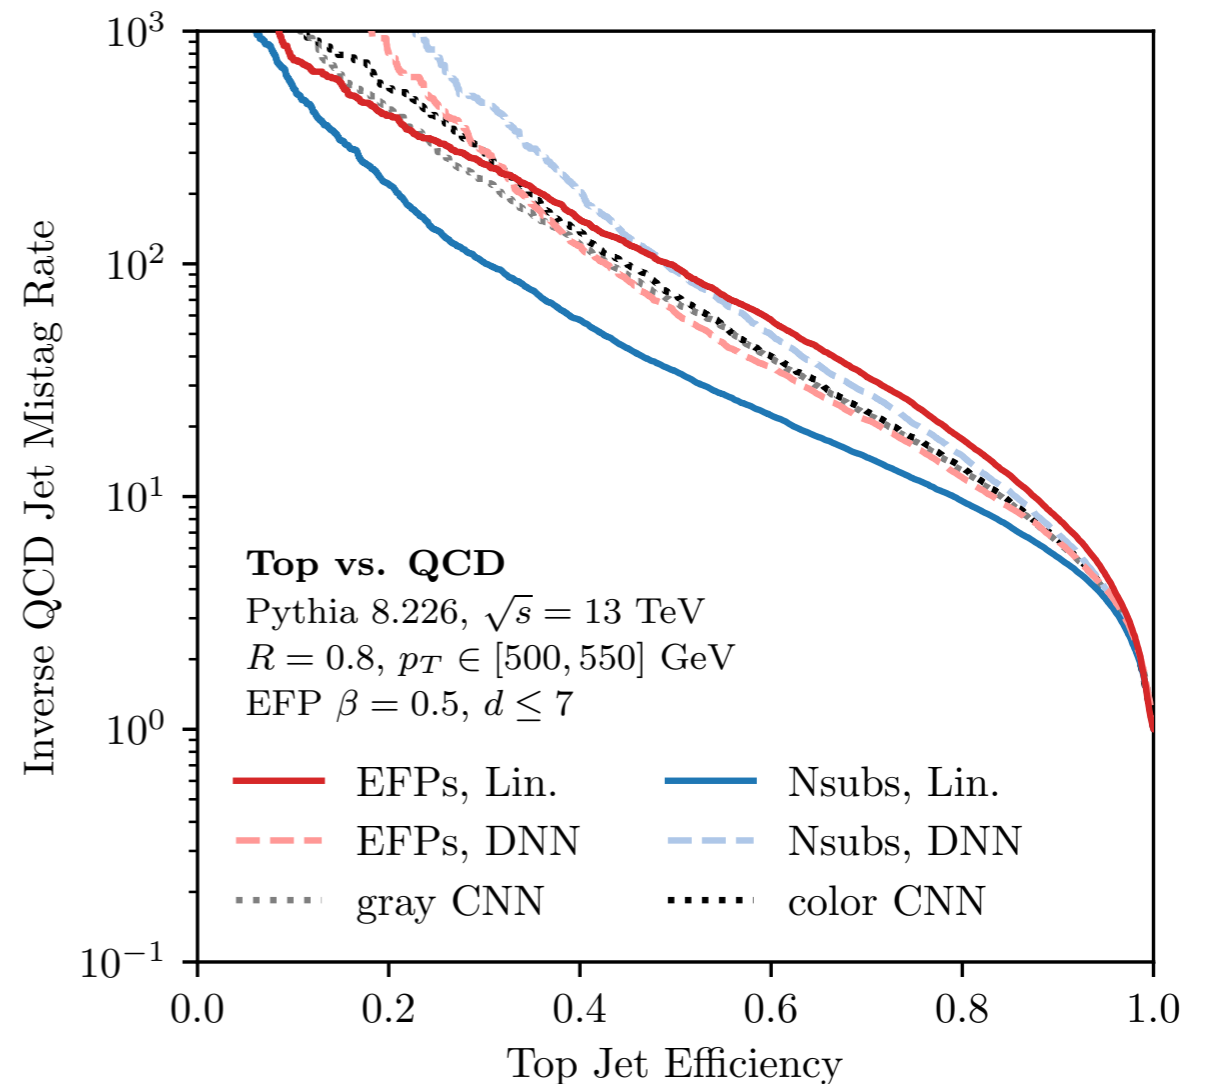 10³
10²
10¹
10⁰
10⁻¹
Inverse QCD Jet Mistag Rate
Top vs. QCD
Pythia 8.226, √s = 13 TeV
R = 0.8, p_T ∈ [500, 550] GeV
EFP β = 0.5, d ≤ 7
EFPs, Lin.
Nsubs, Lin.
EFPs, DNN
Nsubs, DNN
gray CNN
color CNN
0.0 0.2 0.4 0.6 0.8 1.0
Top Jet Efficiency